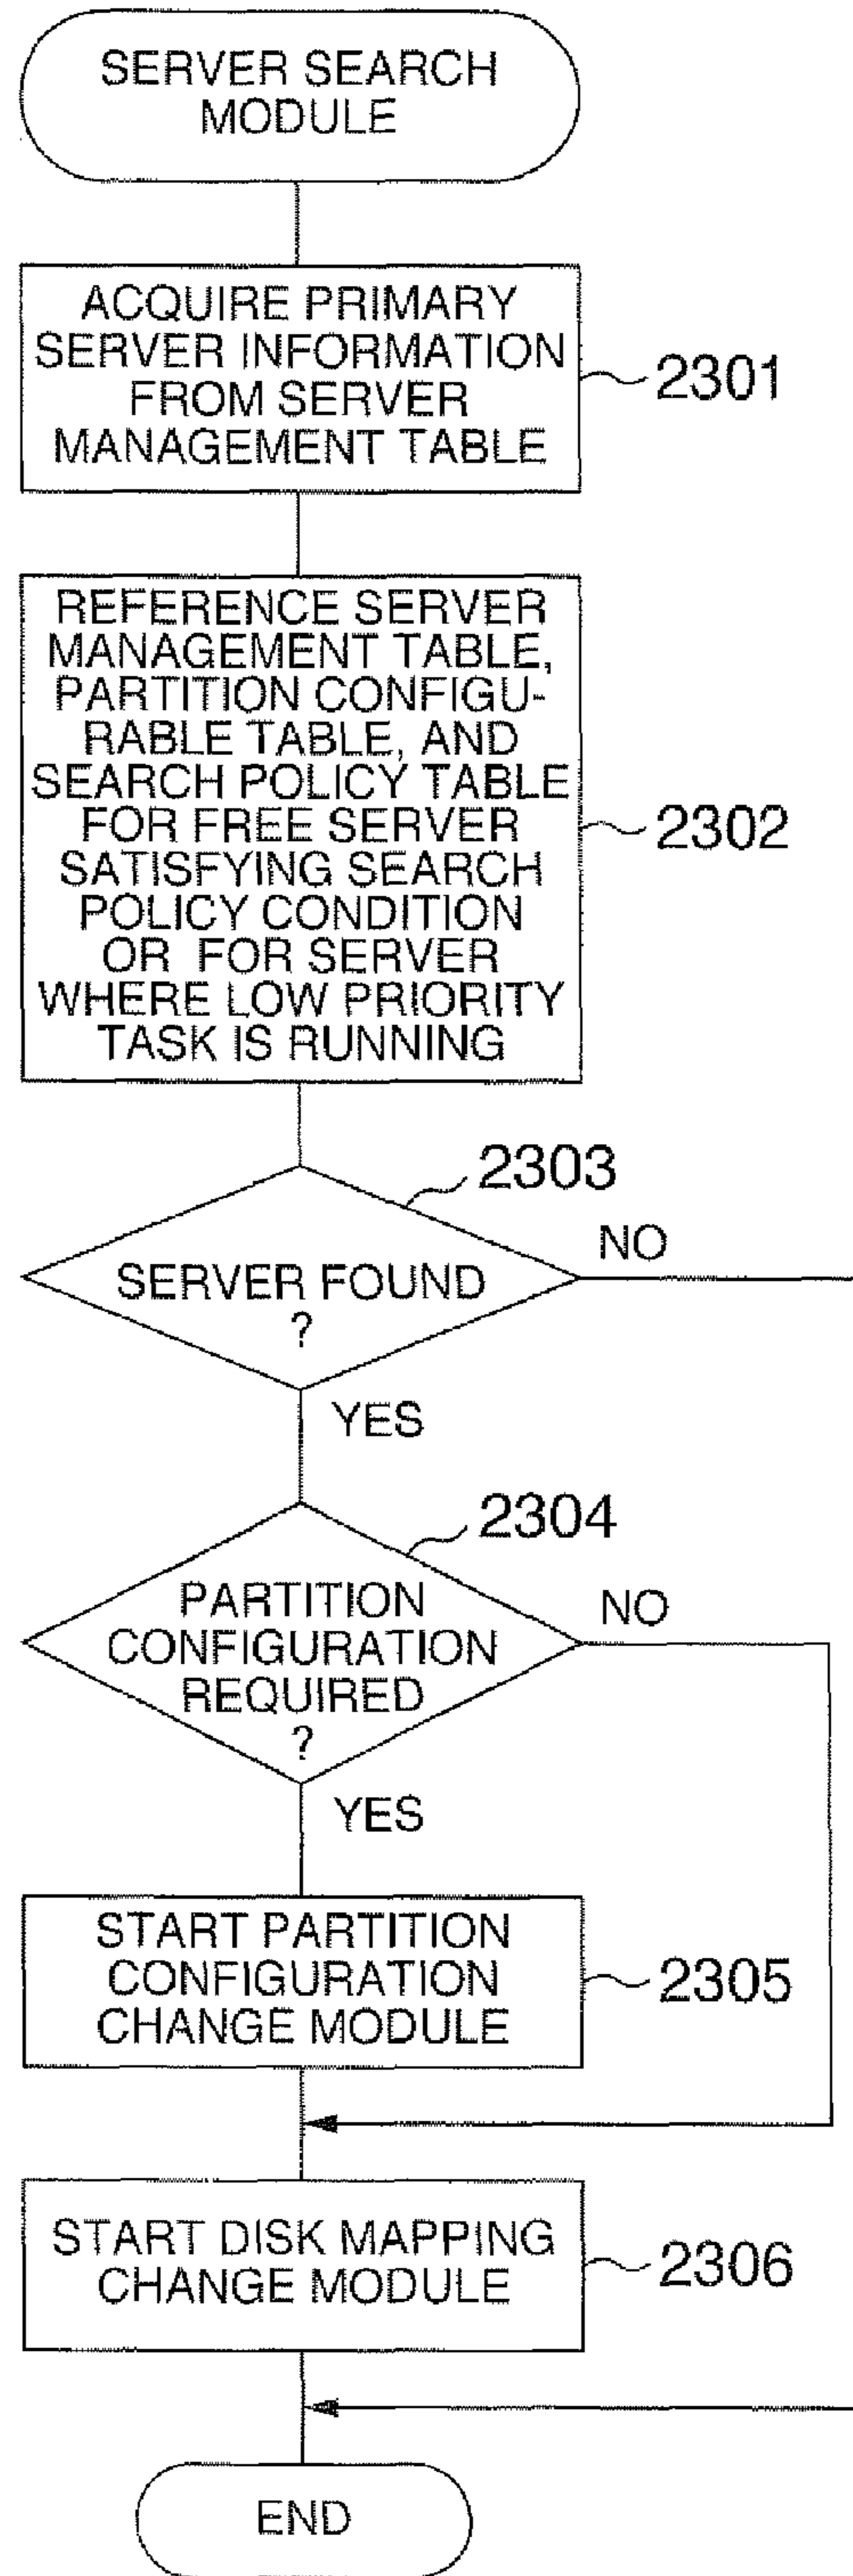 SERVER SEARCH
MODULE
ACQUIRE PRIMARY
SERVER INFORMATION
FROM SERVER
MANAGEMENT TABLE
2301
REFERENCE SERVER
MANAGEMENT TABLE,
PARTITION CONFIGU-
RABLE TABLE, AND
SEARCH POLICY TABLE
FOR FREE SERVER
SATISFYING SEARCH
POLICY CONDITION
OR FOR SERVER
WHERE LOW PRIORITY
TASK IS RUNNING
2302
2303
SERVER FOUND
?
NO
YES
2304
PARTITION
CONFIGURATION
REQUIRED
?
NO
YES
START PARTITION
CONFIGURATION
CHANGE MODULE
2305
START DISK MAPPING
CHANGE MODULE
2306
END